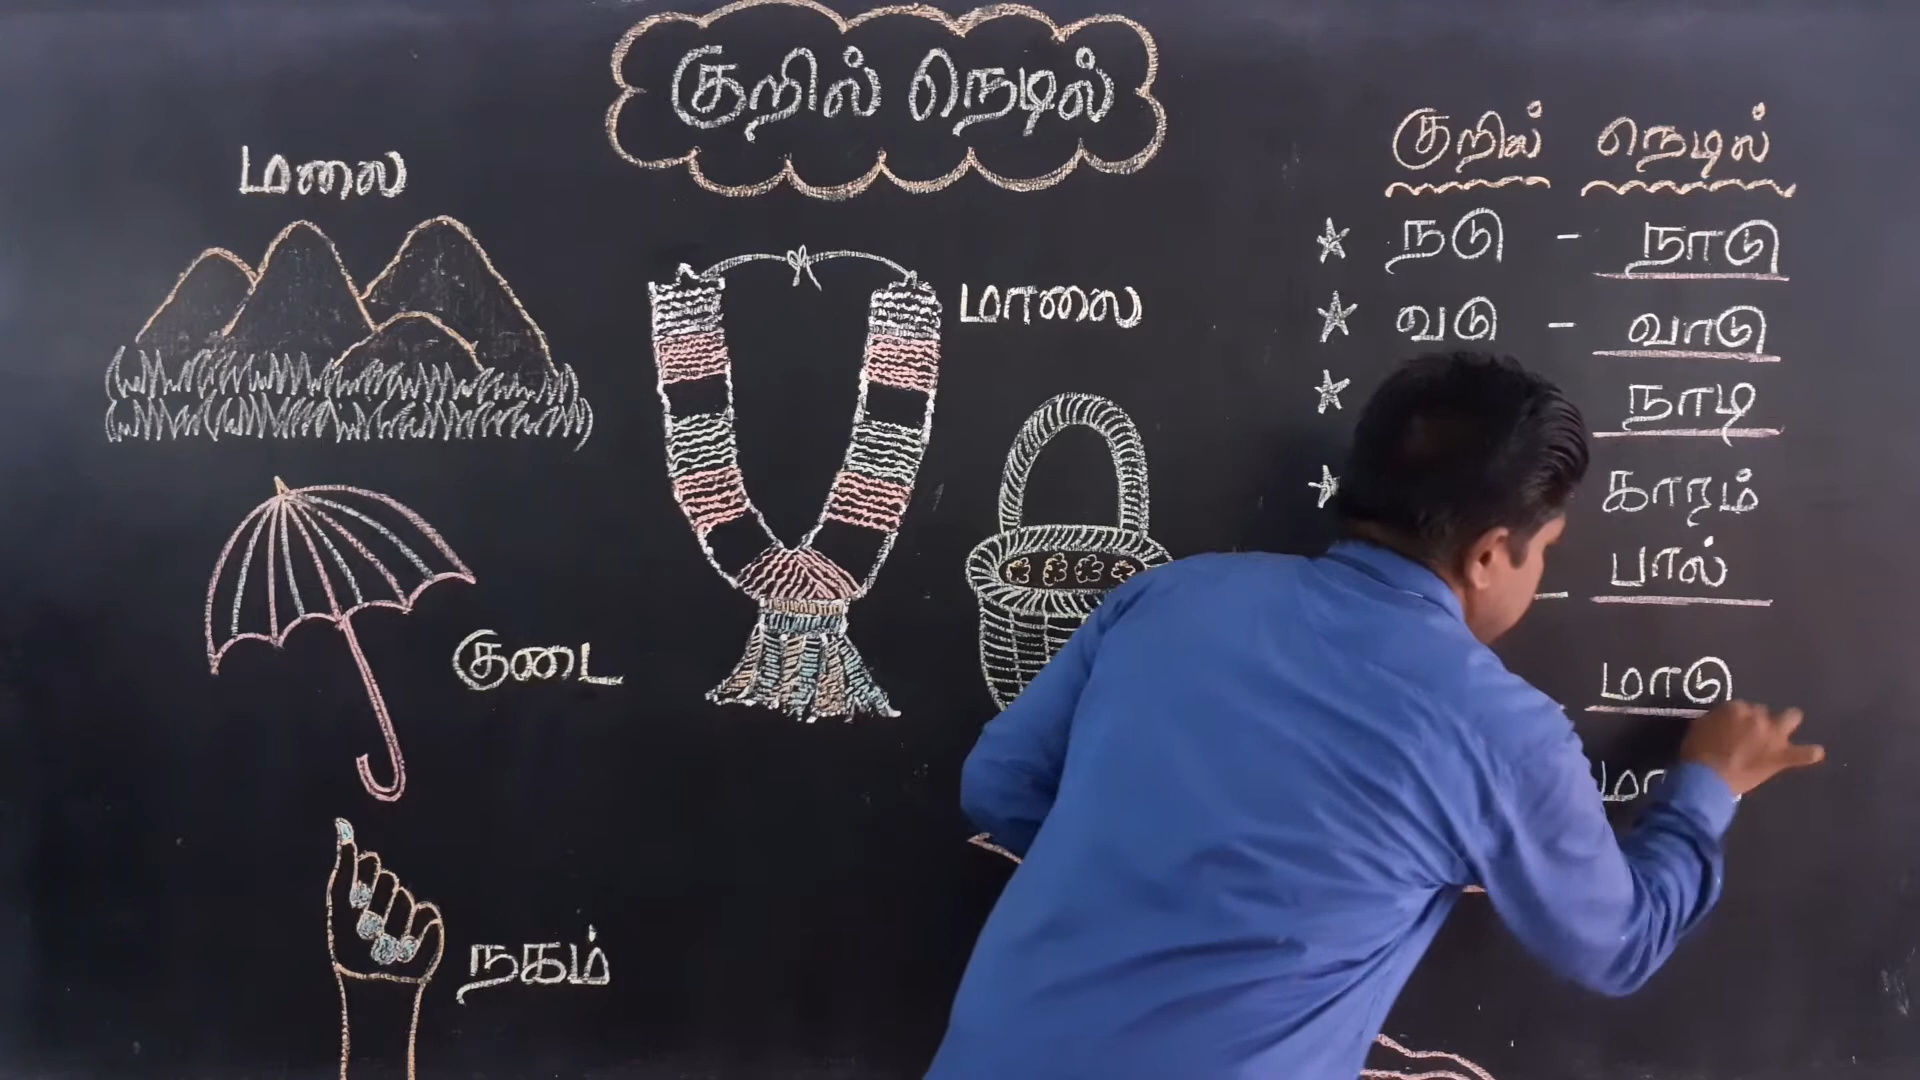 குறில் நெடில்
மலை
மாலை
குடை
நகம்
குறில் நெடில்
நடு - நாடு
வடு - வாடு
நாடி
காரம்
- பால்
மாடு